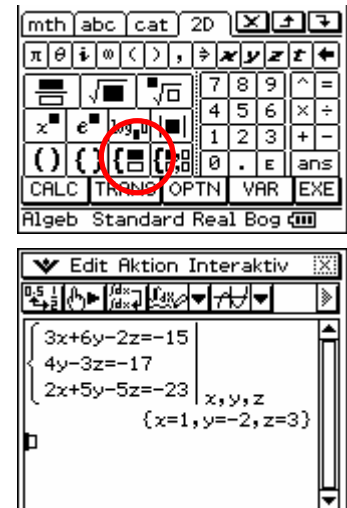 mth abc cat 2D
π θ i ∞ ( ) , ⇒ x y z t ←
√■ ■√□ 7 8 9 ^ =
x■ e■ log■□ |■| 4 5 6 × ÷
1 2 3 + -
() {} {■ 0 . E ans
CALC TRANS OPTN VAR EXE
Algeb Standard Real Bog
Edit Aktion Interaktiv
3x+6y-2z=-15
4y-3z=-17
2x+5y-5z=-23 x,y,z
{x=1,y=-2,z=3}